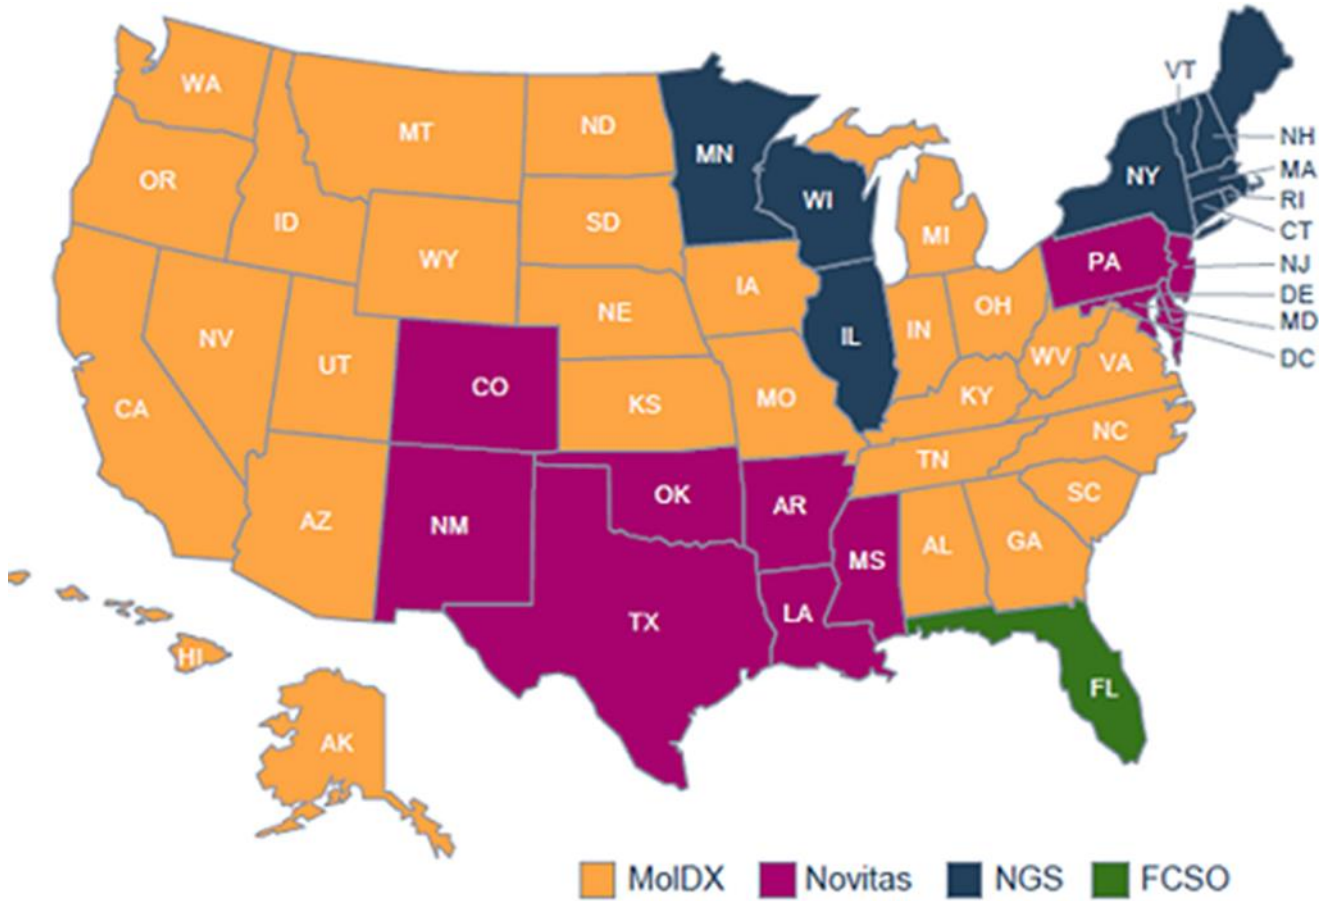 VT
WA
MT
ND
MN
NH
OR
MA
NY
ID
WI
RI
SD
CT
MI
WY
PA
NJ
IA
DE
NE
OH
MD
NV
IN
IL
WV
DC
UT
VA
CO
KY
CA
KS
MO
NC
TN
SC
OK
AR
AZ
NM
GA
AL
MS
LA
TX
HI
FL
AK
MolDX Novitas NGS FCSO